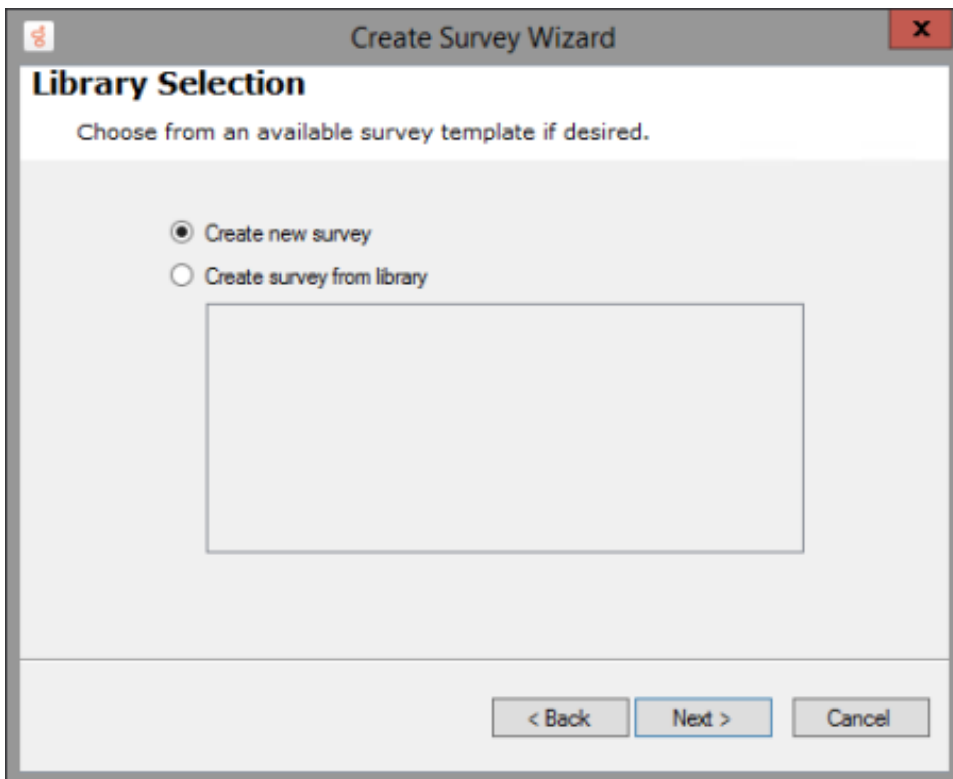 Create Survey Wizard
x
Library Selection
Choose from an available survey template if desired.
Create new survey
Create survey from library
< Back Next > Cancel